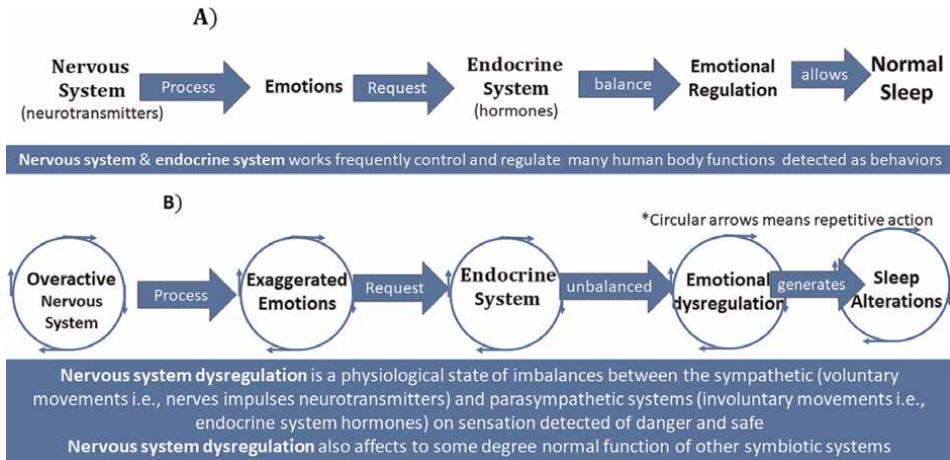 A)
Nervous System (neurotransmitters)
Process
Emotions
Request
Endocrine System (hormones)
balance
Emotional Regulation
allows
Normal Sleep
Nervous system & endocrine system works frequently control and regulate many human body functions detected as behaviors
B)
*Circular arrows means repetitive action
Overactive Nervous System
Process
Exaggerated Emotions
Request
Endocrine System
unbalanced
Emotional dysregulation
generates
Sleep Alterations
Nervous system dysregulation is a physiological state of imbalances between the sympathetic (voluntary
movements i.e., nerves impulses neurotransmitters) and parasympathetic systems (involuntary movements i.e.,
endocrine system hormones) on sensation detected of danger and safe
Nervous system dysregulation also affects to some degree normal function of other symbiotic systems